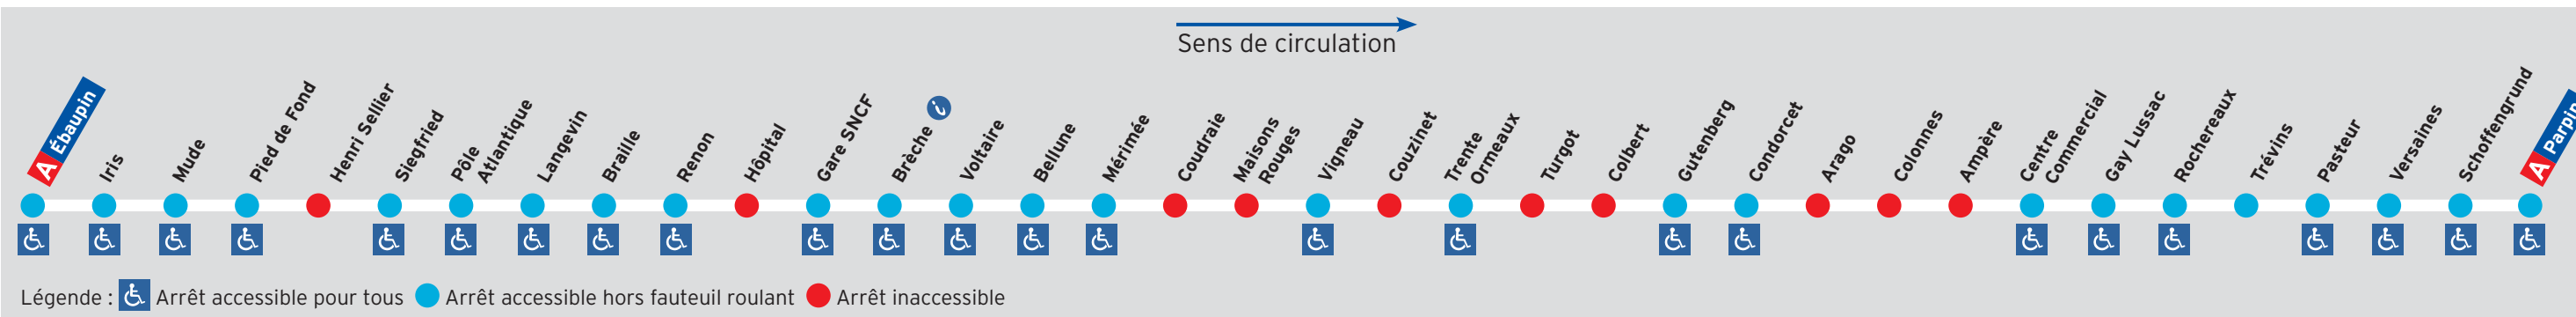 Sens de circulation
A Ébaupin
Iris
Mude
Pied de Fond
Henri Sellier
Siegfried
Pôle
Atlantique
Langevin
Braille
Renon
Hôpital
Gare SNCF
Brèche i
Voltaire
Bellune
Mérimée
Coudraie
Maisons
Rouges
Vigneau
Couzinet
Trente
Ormeaux
Turgot
Colbert
Gutenberg
Condorcet
Arago
Colonnes
Ampère
Centre
Commercial
Gay Lussac
Rochereaux
Trévins
Pasteur
Versaines
Schoffengrund
A Parpin
Légende : Arrêt accessible pour tous Arrêt accessible hors fauteuil roulant Arrêt inaccessible